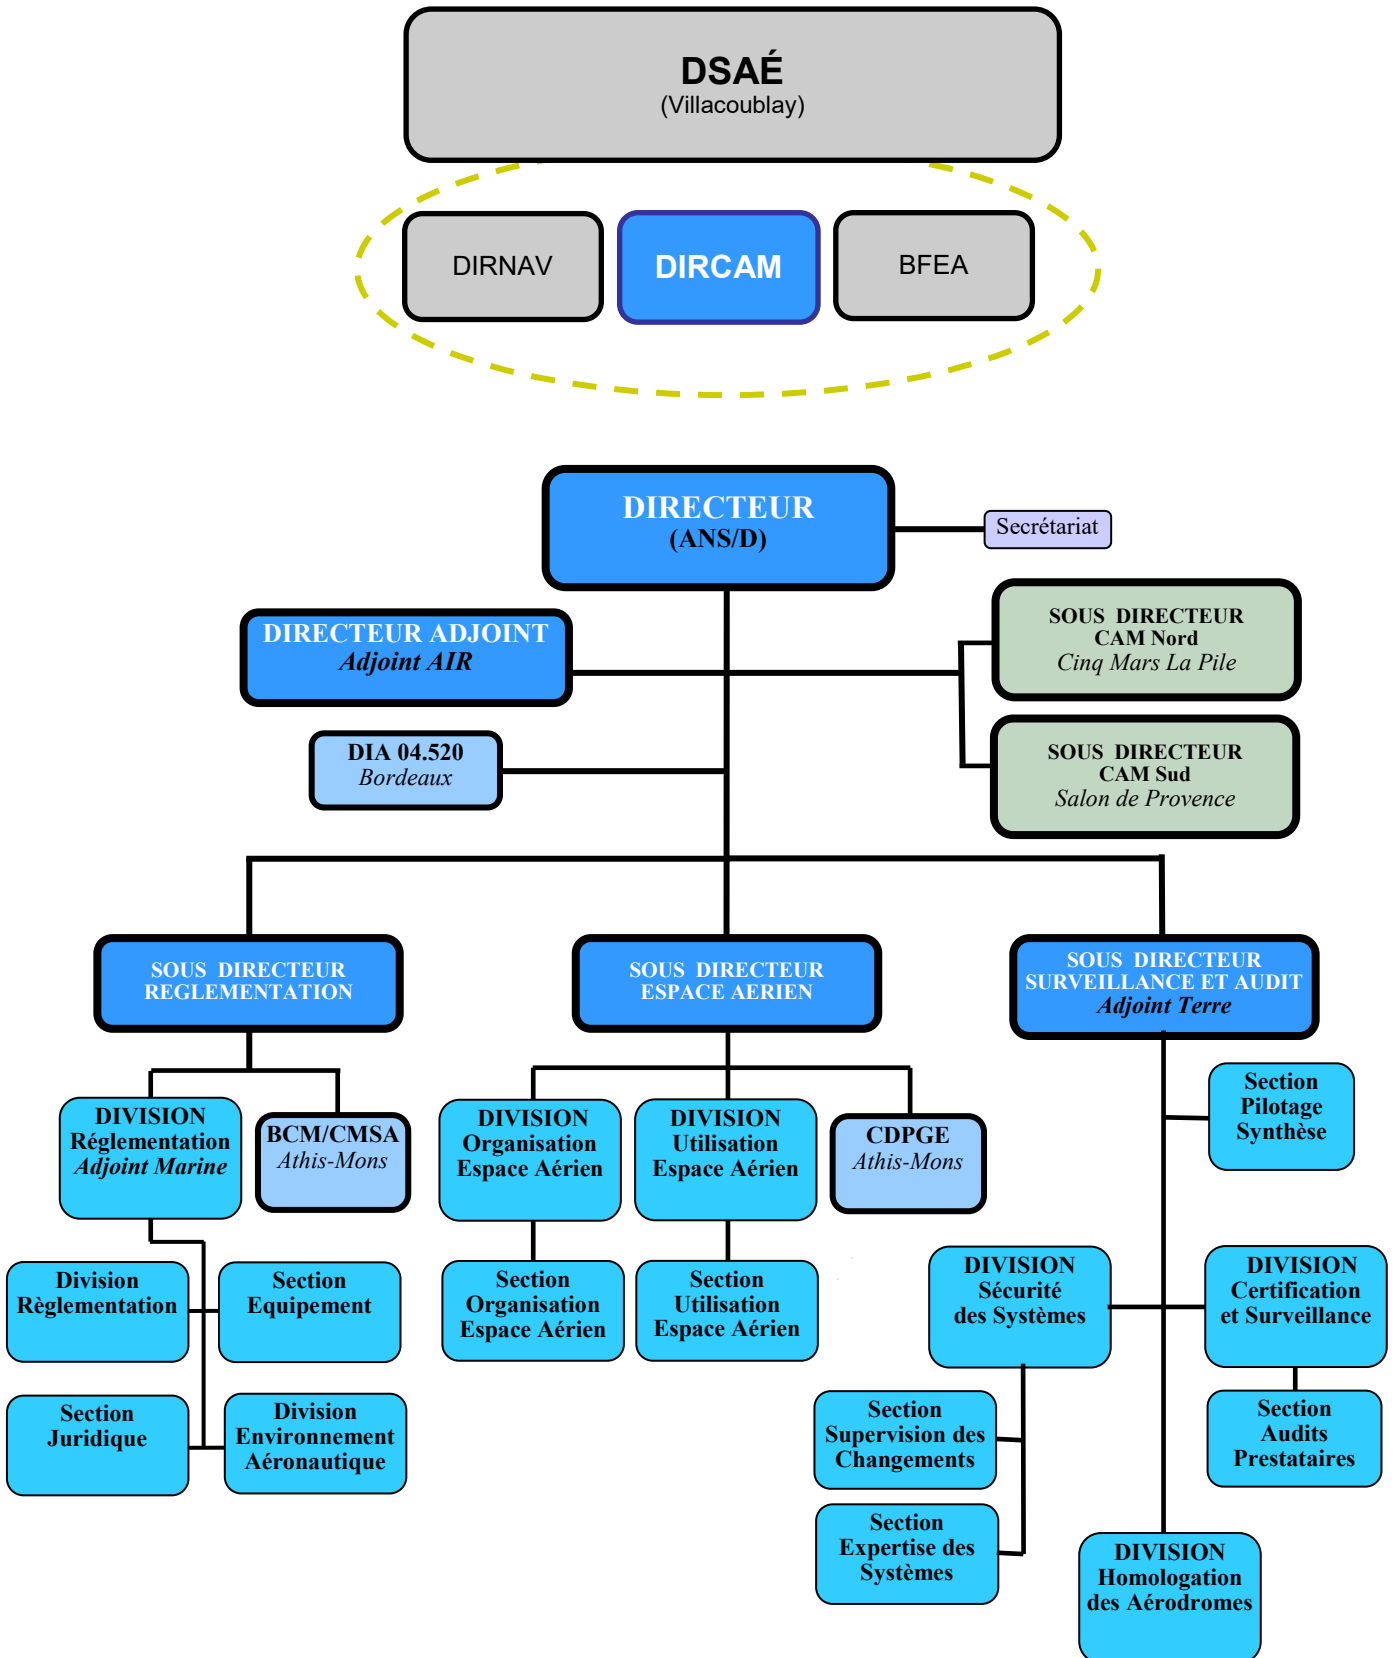 DSAÉ
(Villacoublay)
DIRNAV
DIRCAM
BFEA
DIRECTEUR
(ANS/D)
Secrétariat
DIRECTEUR ADJOINT
Adjoint AIR
SOUS DIRECTEUR
CAM Nord
Cinq Mars La Pile
DIA 04.520
Bordeaux
SOUS DIRECTEUR
CAM Sud
Salon de Provence
SOUS DIRECTEUR
REGLEMENTATION
SOUS DIRECTEUR
ESPACE AERIEN
SOUS DIRECTEUR
SURVEILLANCE ET AUDIT
Adjoint Terre
Section
Pilotage
Synthèse
DIVISION
Réglementation
Adjoint Marine
BCM/CMSA
Athis-Mons
DIVISION
Organisation
Espace Aérien
DIVISION
Utilisation
Espace Aérien
CDPGE
Athis-Mons
Division
Règlementation
Section
Equipement
Section
Organisation
Espace Aérien
Section
Utilisation
Espace Aérien
DIVISION
Sécurité
des Systèmes
DIVISION
Certification
et Surveillance
Section
Juridique
Division
Environnement
Aéronautique
Section
Supervision des
Changements
Section
Audits
Prestataires
Section
Expertise des
Systèmes
DIVISION
Homologation
des Aérodromes